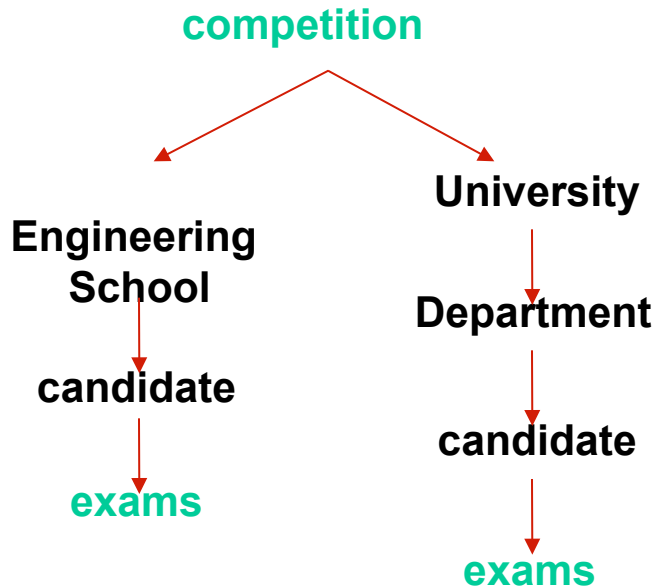 competition
Engineering
School
candidate
exams
University
Department
candidate
exams